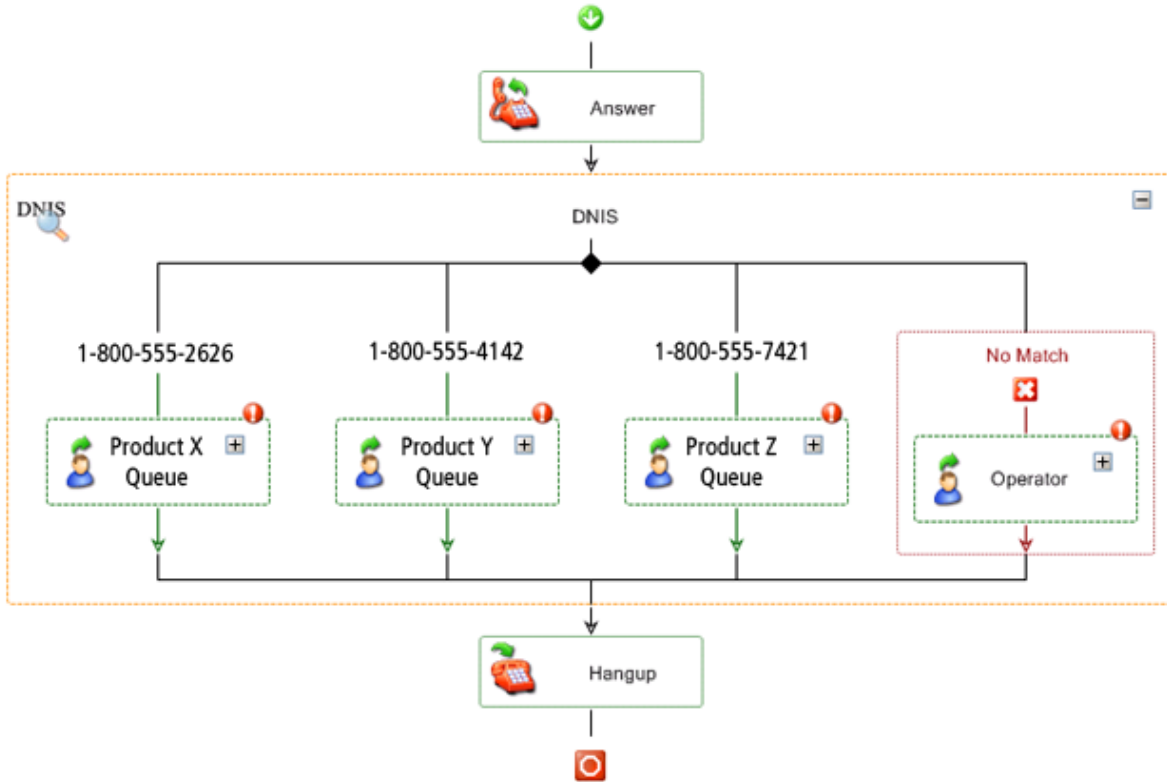 Answer
DNIS
DNIS
1-800-555-2626
1-800-555-4142
1-800-555-7421
No Match
Product X
Queue
Product Y
Queue
Product Z
Queue
Operator
Hangup